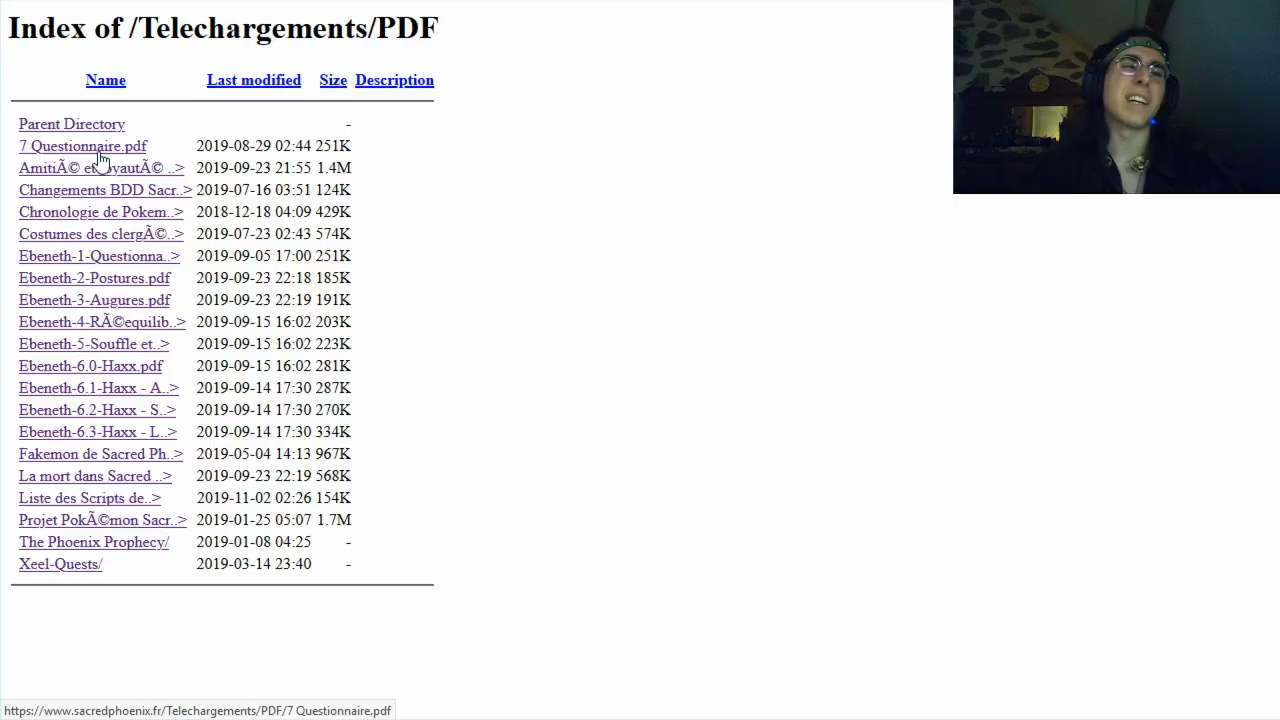 Index of /Telechargements/PDF
Name Last modified Size Description
Parent Directory -
7 Questionnaire.pdf 2019-08-29 02:44 251K
AmitiÃ© et oyautÃ© ..> 2019-09-23 21:55 1.4M
Changements BDD Sacr..> 2019-07-16 03:51 124K
Chronologie de Pokem..> 2018-12-18 04:09 429K
Costumes des clergÃ©..> 2019-07-23 02:43 574K
Ebeneth-1-Questionna..> 2019-09-05 17:00 251K
Ebeneth-2-Postures.pdf 2019-09-23 22:18 185K
Ebeneth-3-Augures.pdf 2019-09-23 22:19 191K
Ebeneth-4-RÃ©equilib..> 2019-09-15 16:02 203K
Ebeneth-5-Souffle et..> 2019-09-15 16:02 223K
Ebeneth-6.0-Haxx.pdf 2019-09-15 16:02 281K
Ebeneth-6.1-Haxx - A..> 2019-09-14 17:30 287K
Ebeneth-6.2-Haxx - S..> 2019-09-14 17:30 270K
Ebeneth-6.3-Haxx - L..> 2019-09-14 17:30 334K
Fakemon de Sacred Ph..> 2019-05-04 14:13 967K
La mort dans Sacred ..> 2019-09-23 22:19 568K
Liste des Scripts de..> 2019-11-02 02:26 154K
Projet PokÃ©mon Sacr..> 2019-01-25 05:07 1.7M
The Phoenix Prophecy/ 2019-01-08 04:25 -
Xeel-Quests/ 2019-03-14 23:40 -
https://www.sacredphoenix.fr/Telechargements/PDF/7 Questionnaire.pdf